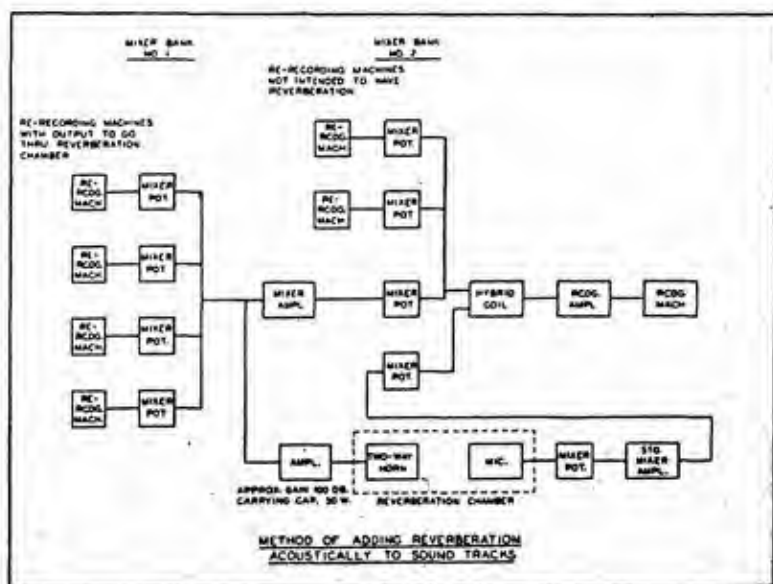 MIXER BANK
NO. 1
MIXER BANK
NO. 2
RE-RECORDING MACHINES
NOT INTENDED TO HAVE
REVERBERATION
RE-RECORDING MACHINES
WITH OUTPUT TO GO
THRU REVERBERATION
CHAMBER
RE-
RCDG.
MACH.
MIXER
POT.
RE-
RCDG.
MACH.
MIXER
POT.
RE-
RCDG.
MACH
MIXER
POT.
RE-
RCDG.
MACH.
MIXER
POT.
RE-
RCDG.
MACH.
MIXER
POT.
RE-
RCDG.
MACH.
MIXER
POT.
MIXER
AMPL
MIXER
POT
HYBRID
COIL
RCDG.
AMPL
RCDG
MACH
MIXER
POT.
AMPL.
TWO-WAY
HORN
MIC.
MIXER
POT.
STG.
MIXER
AMPL.
APPROX. GAIN 100 DB.
CARRYING CAP. 50 W.
REVERBERATION CHAMBER
METHOD OF ADDING REVERBERATION
ACOUSTICALLY TO SOUND TRACKS